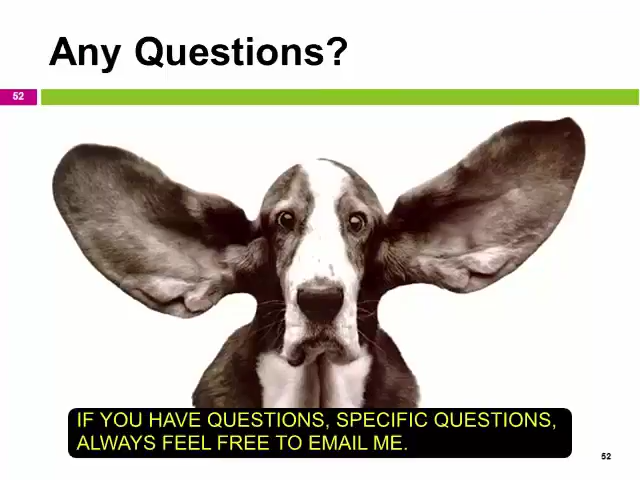 Any Questions?
52
IF YOU HAVE QUESTIONS, SPECIFIC QUESTIONS,
ALWAYS FEEL FREE TO EMAIL ME.
52